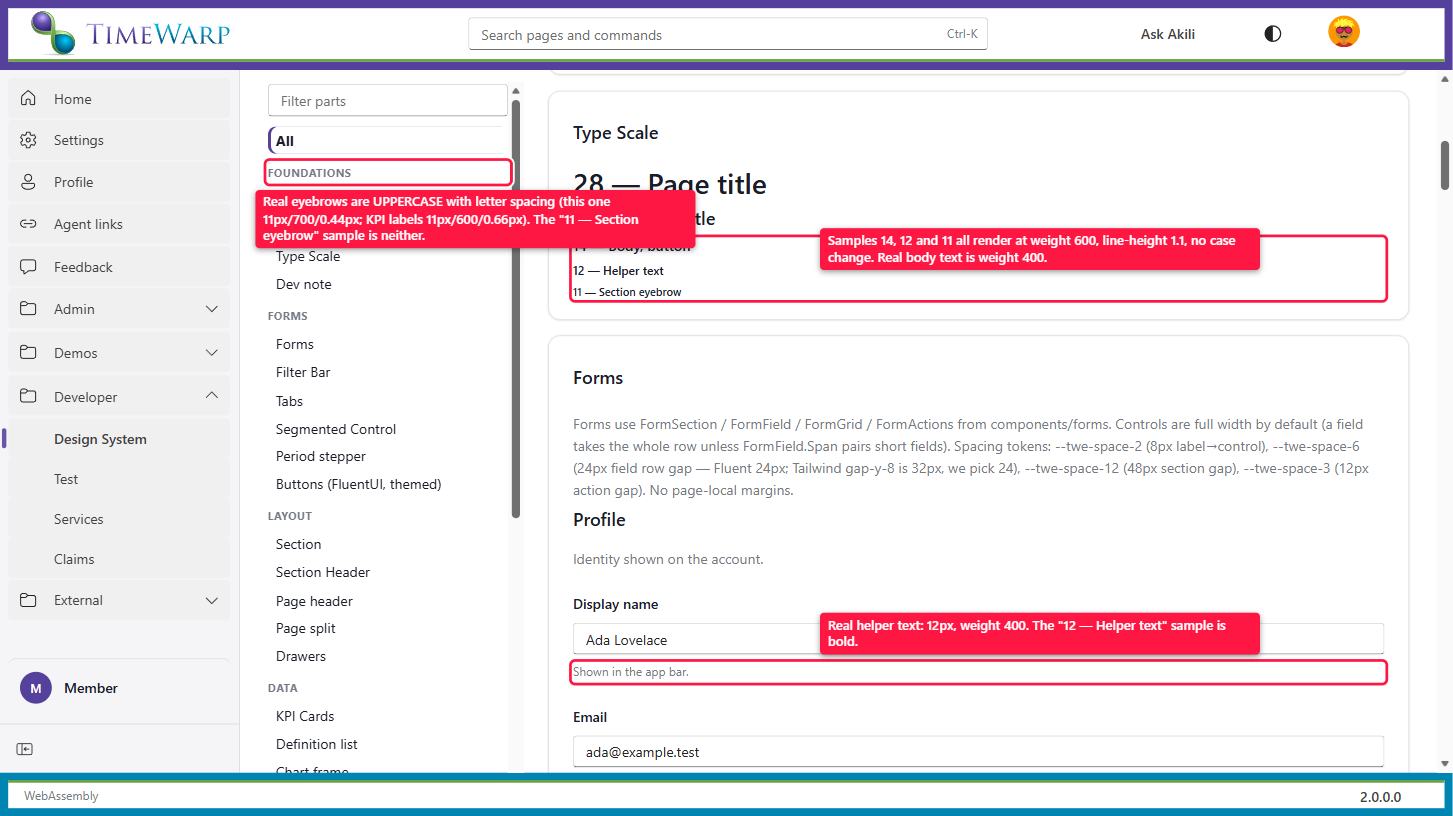 TIMEWARP
Search pages and commands
Ctrl-K
Ask Akili
Home
Settings
Profile
Agent links
Feedback
Admin
Demos
Developer
Design System
Test
Services
Claims
External
M
Member
Filter parts
All
FOUNDATIONS
Real eyebrows are UPPERCASE with letter spacing (this one
11px/700/0.44px; KPI labels 11px/600/0.66px). The "11 — Section
eyebrow" sample is neither.
Type Scale
Dev note
FORMS
Forms
Filter Bar
Tabs
Segmented Control
Period stepper
Buttons (FluentUI, themed)
LAYOUT
Section
Section Header
Page header
Page split
Drawers
DATA
KPI Cards
Definition list
Chart frame
Type Scale
28 — Page title
Samples 14, 12 and 11 all render at weight 600, line-height 1.1, no case
change. Real body text is weight 400.
14 — Body, button
12 — Helper text
11 — Section eyebrow
Forms
Forms use FormSection / FormField / FormGrid / FormActions from components/forms. Controls are full width by default (a field
takes the whole row unless FormField.Span pairs short fields). Spacing tokens: --twe-space-2 (8px label→control), --twe-space-6
(24px field row gap — Fluent 24px; Tailwind gap-y-8 is 32px, we pick 24), --twe-space-12 (48px section gap), --twe-space-3 (12px
action gap). No page-local margins.
Profile
Identity shown on the account.
Display name
Ada Lovelace
Real helper text: 12px, weight 400. The "12 — Helper text" sample is
bold.
Shown in the app bar.
Email
ada@example.test
WebAssembly
2.0.0.0